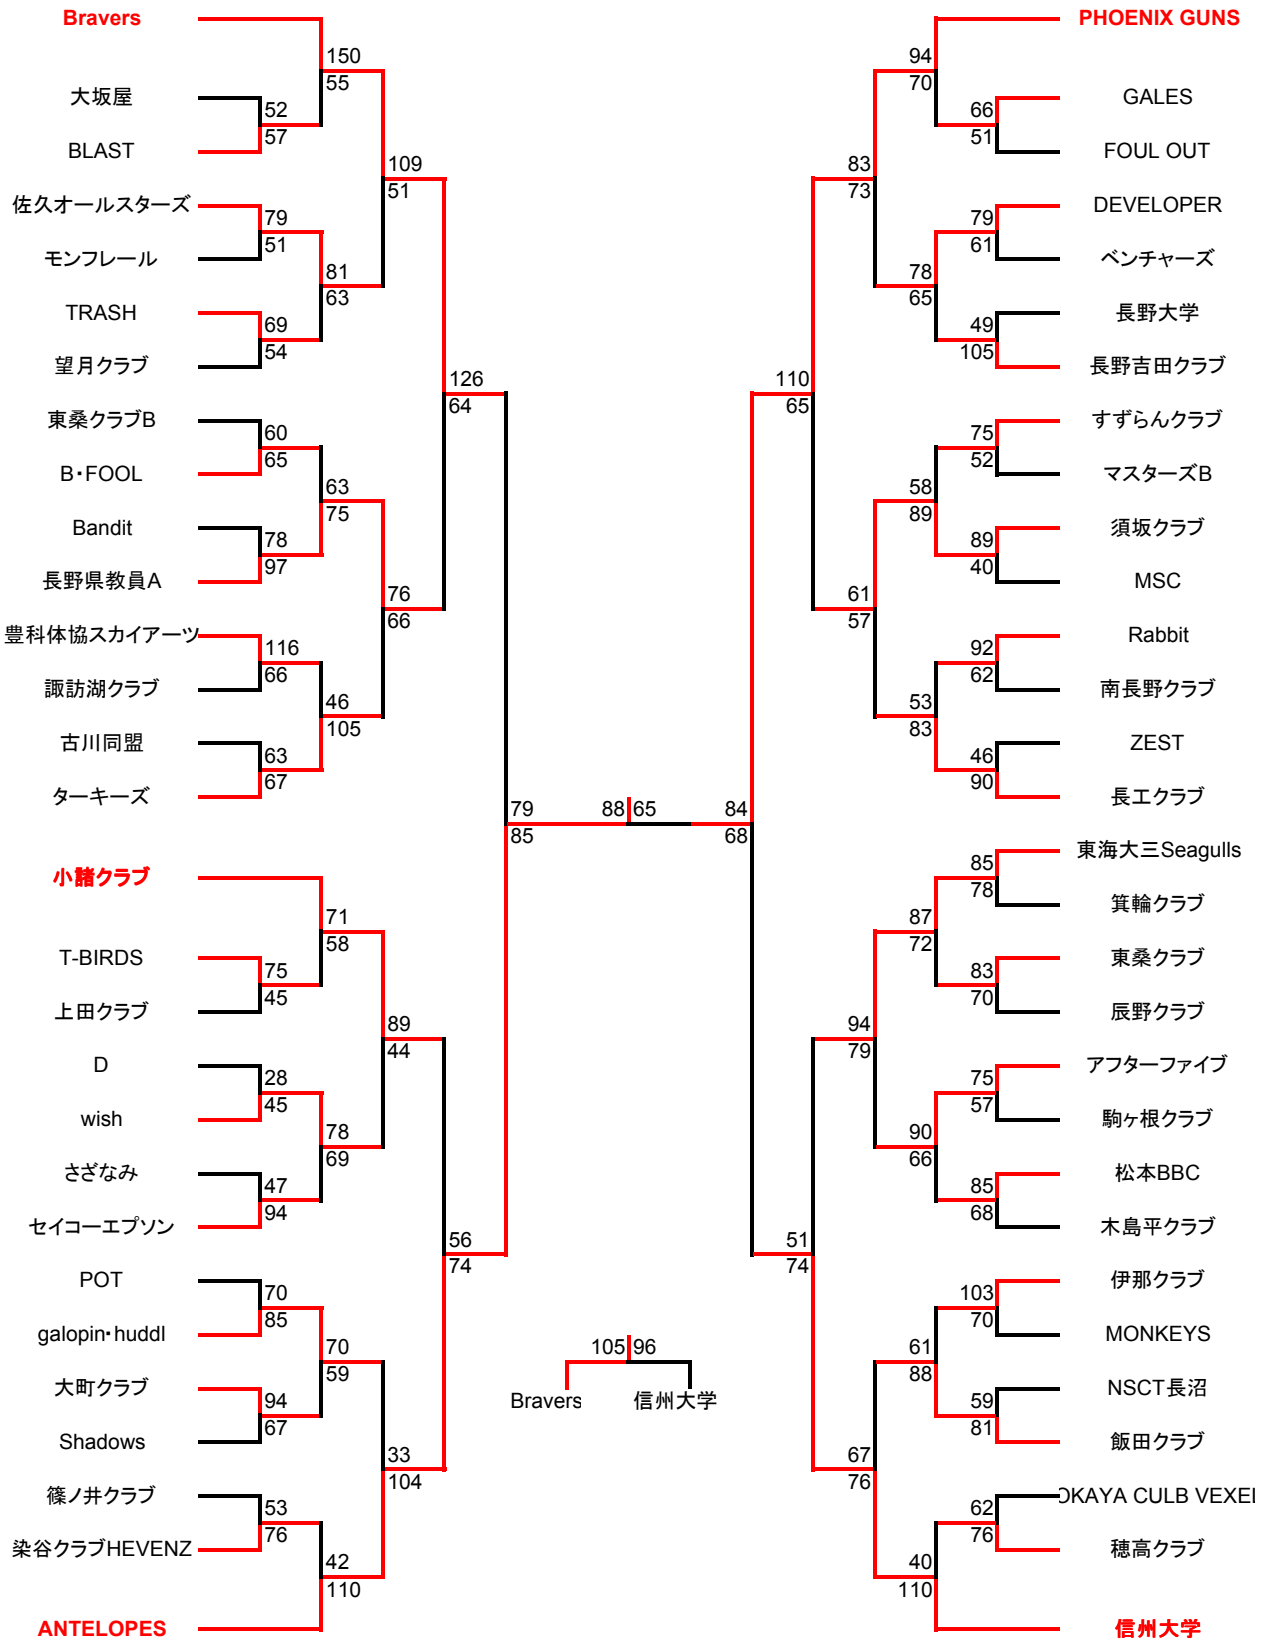 Bravers
150
55
大坂屋
52
57
BLAST
109
51
佐久オールスターズ
79
51
モンフレール
81
63
TRASH
69
54
望月クラブ
126
64
東桑クラブB
60
65
B・FOOL
63
75
Bandit
78
97
長野県教員A
76
66
豊科体協スカイアーツ
116
66
諏訪湖クラブ
46
105
古川同盟
63
67
ターキーズ
79
85
小諸クラブ
71
58
T-BIRDS
75
45
上田クラブ
89
44
D
28
45
wish
78
69
さざなみ
47
94
セイコーエプソン
56
74
POT
70
85
galopin・huddl
70
59
大町クラブ
94
67
Shadows
33
104
篠ノ井クラブ
53
76
染谷クラブHEVENZ
42
110
ANTELOPES
88 65
105 96
Bravers 信州大学
PHOENIX GUNS
94
70
GALES
66
51
FOUL OUT
83
73
DEVELOPER
79
61
ベンチャーズ
78
65
長野大学
49
105
長野吉田クラブ
110
65
すずらんクラブ
75
52
マスターズB
58
89
須坂クラブ
89
40
MSC
61
57
Rabbit
92
62
南長野クラブ
53
83
ZEST
46
90
長工クラブ
84
68
東海大三Seagulls
85
78
箕輪クラブ
87
72
東桑クラブ
83
70
辰野クラブ
94
79
アフターファイブ
75
57
駒ヶ根クラブ
90
66
松本BBC
85
68
木島平クラブ
51
74
伊那クラブ
103
70
MONKEYS
61
88
NSCT長沼
59
81
飯田クラブ
67
76
OKAYA CULB VEXEI
62
76
穂高クラブ
40
110
信州大学